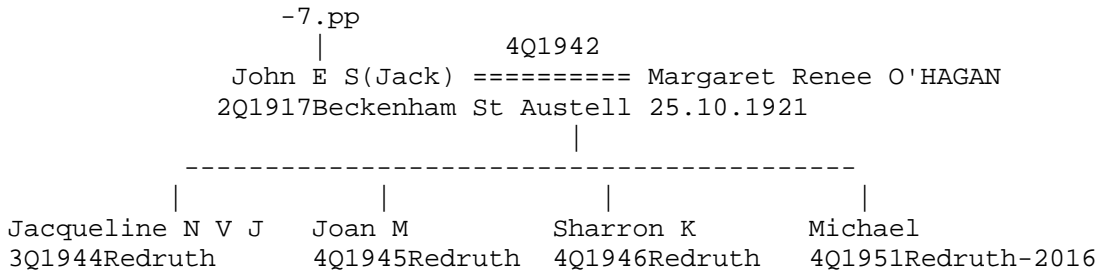 -7.pp
4Q1942
John E S(Jack) ========== Margaret Renee O'HAGAN
2Q1917Beckenham St Austell 25.10.1921
Jacqueline N V J Joan M Sharron K Michael
3Q1944Redruth 4Q1945Redruth 4Q1946Redruth 4Q1951Redruth-2016